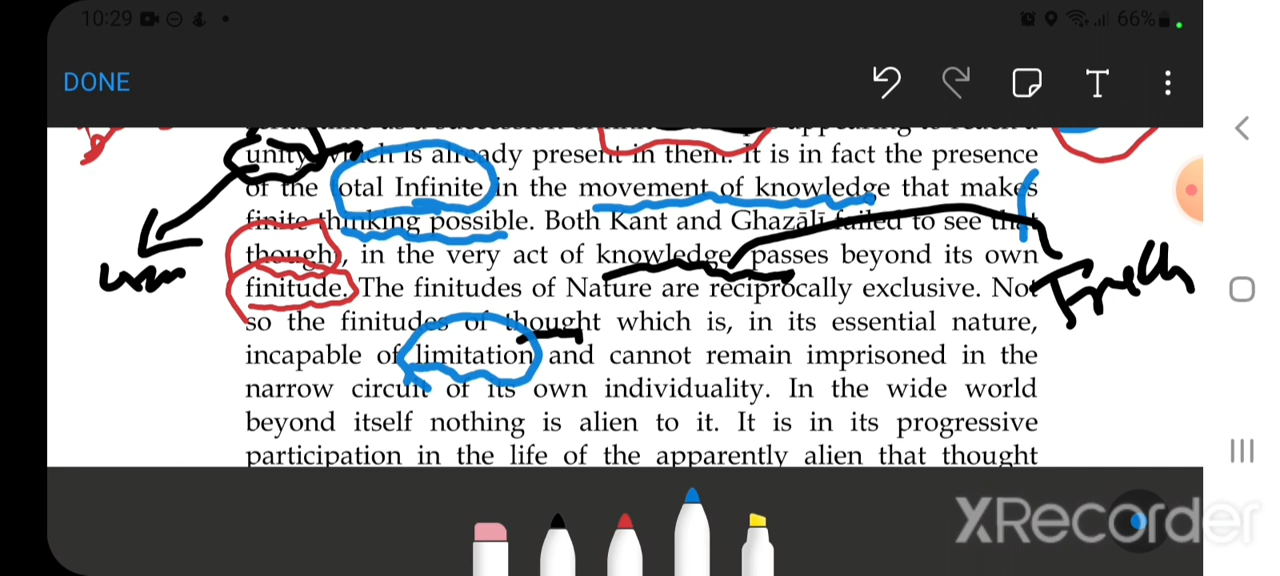 10:29
66%
DONE
unity which is already present in them. It is in fact the presence
of the total Infinite in the movement of knowledge that makes
finite thinking possible. Both Kant and Ghazālī failed to see that
though, in the very act of knowledge, passes beyond its own
finitude. The finitudes of Nature are reciprocally exclusive. Not
so the finitudes of thought which is, in its essential nature,
incapable of limitation and cannot remain imprisoned in the
narrow circuit of its own individuality. In the wide world
beyond itself nothing is alien to it. It is in its progressive
participation in the life of the apparently alien that thought
XRecorder